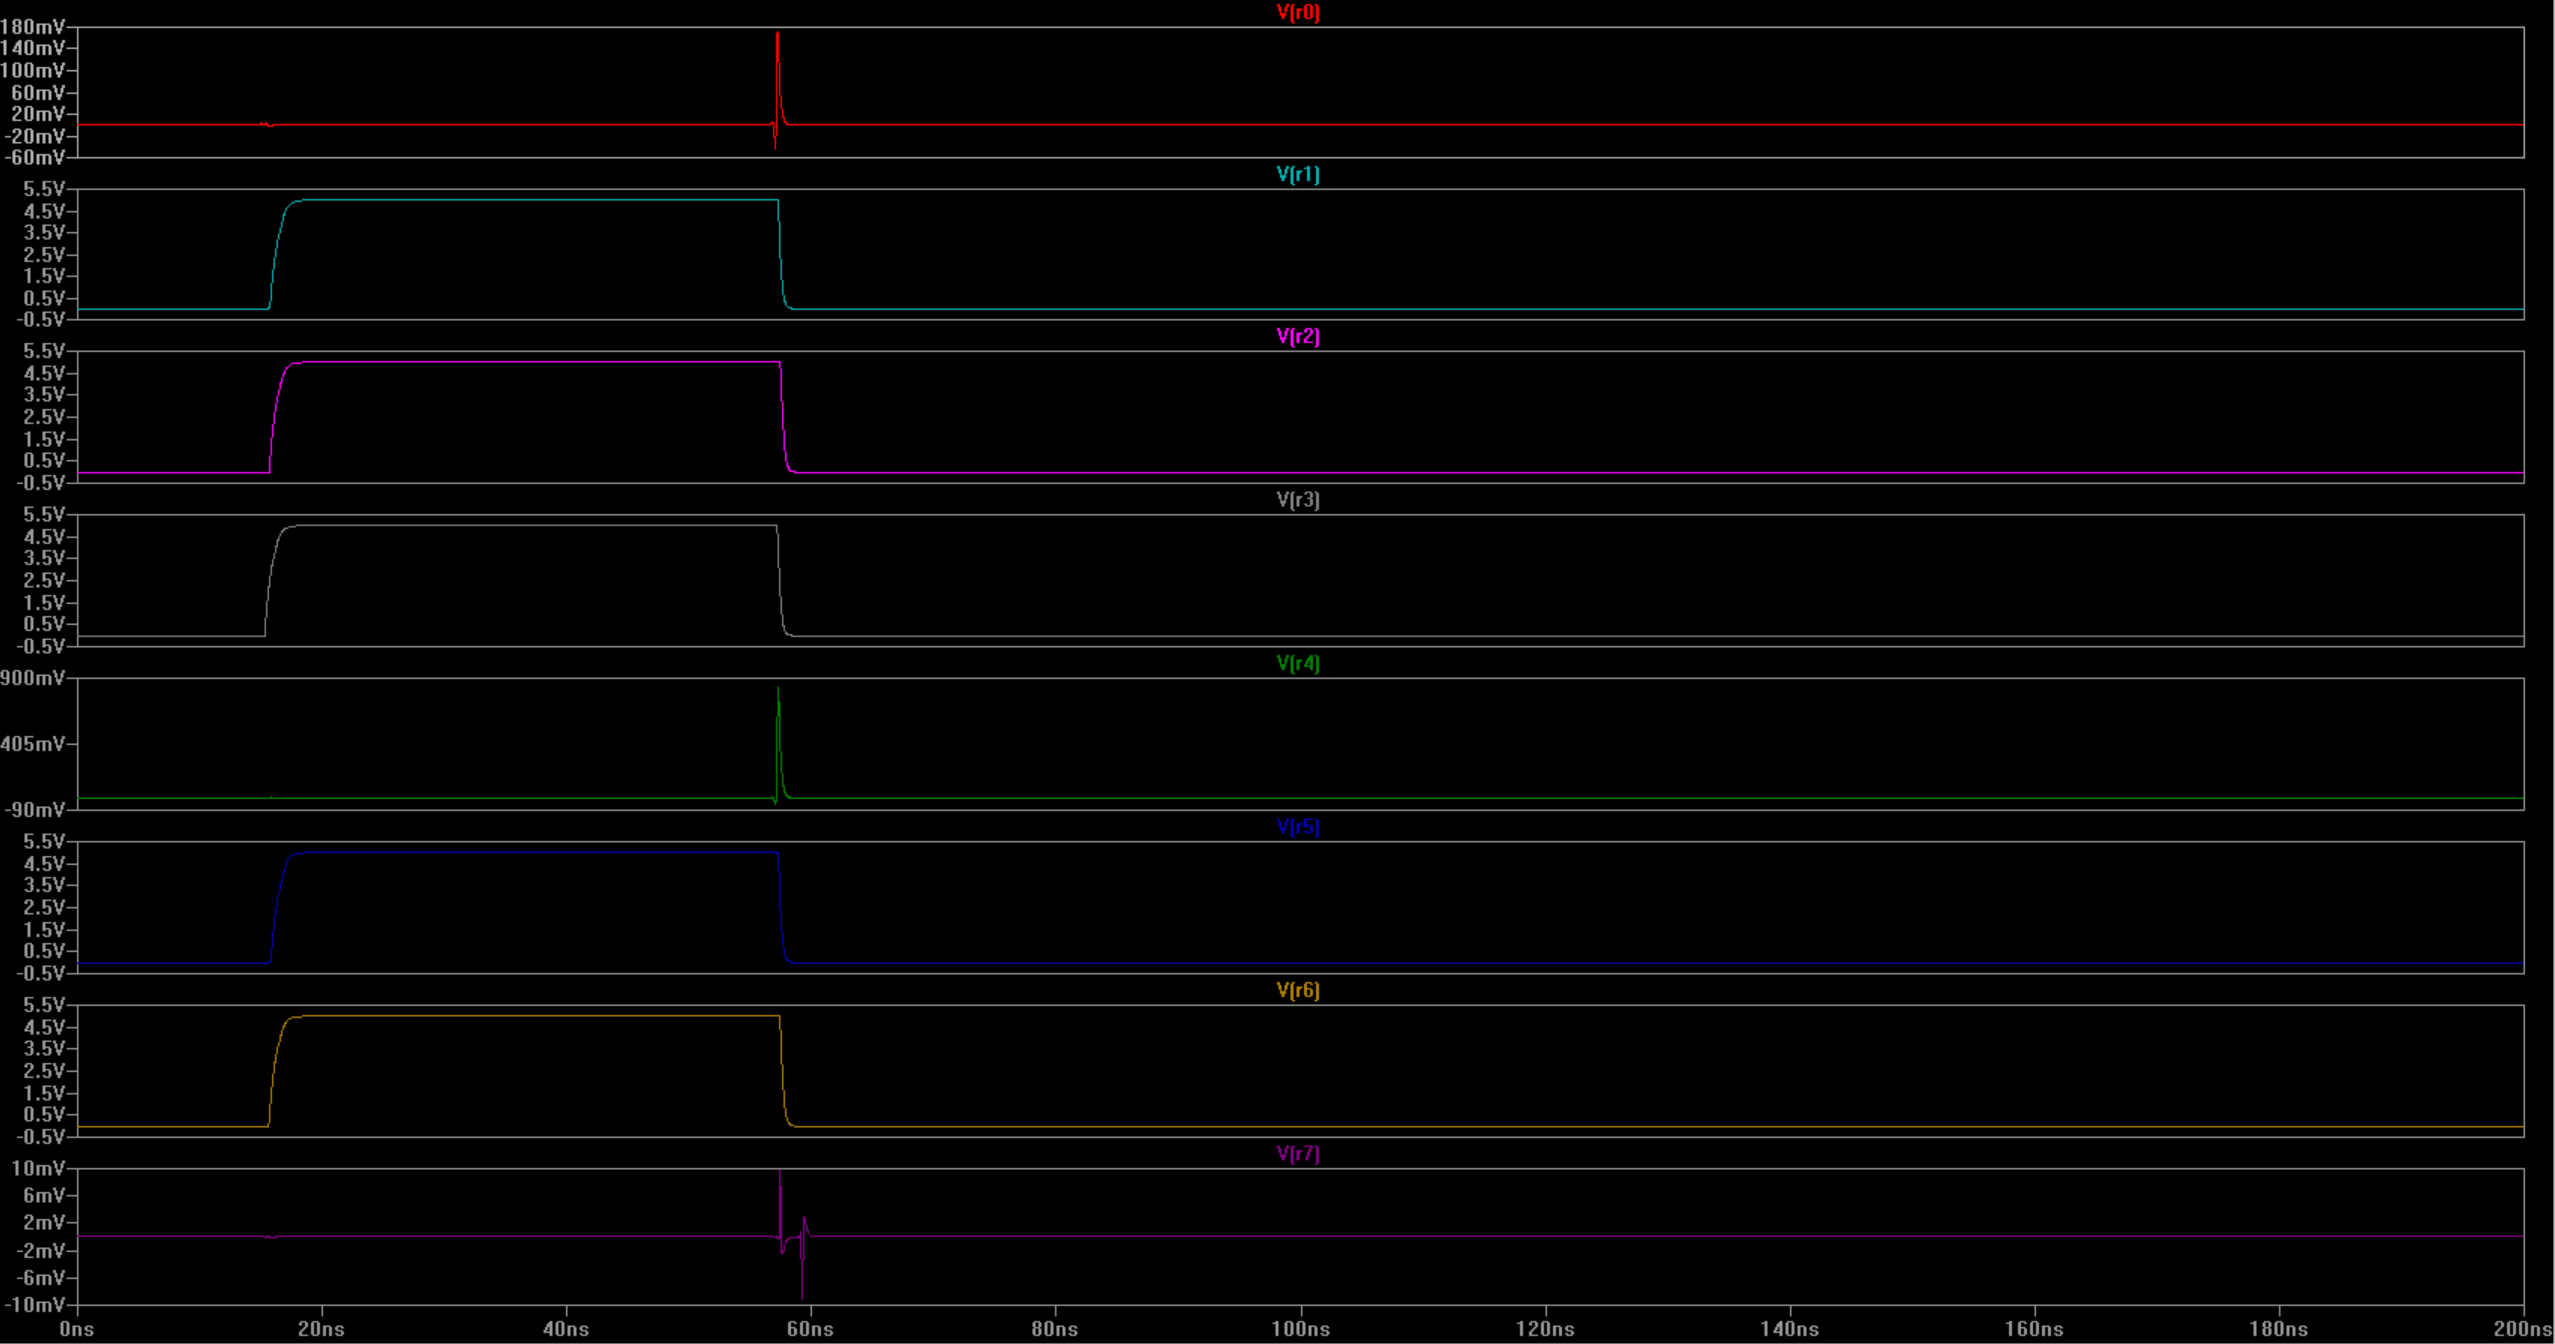 V(r0)
180mV
140mV
100mV
60mV
20mV
-20mV
-60mV
V(r1)
5.5V
4.5V
3.5V
2.5V
1.5V
0.5V
-0.5V
V(r2)
5.5V
4.5V
3.5V
2.5V
1.5V
0.5V
-0.5V
V(r3)
5.5V
4.5V
3.5V
2.5V
1.5V
0.5V
-0.5V
V(r4)
900mV
405mV
-90mV
V(r5)
5.5V
4.5V
3.5V
2.5V
1.5V
0.5V
-0.5V
V(r6)
5.5V
4.5V
3.5V
2.5V
1.5V
0.5V
-0.5V
V(r7)
10mV
6mV
2mV
-2mV
-6mV
-10mV
0ns 20ns 40ns 60ns 80ns 100ns 120ns 140ns 160ns 180ns 200ns